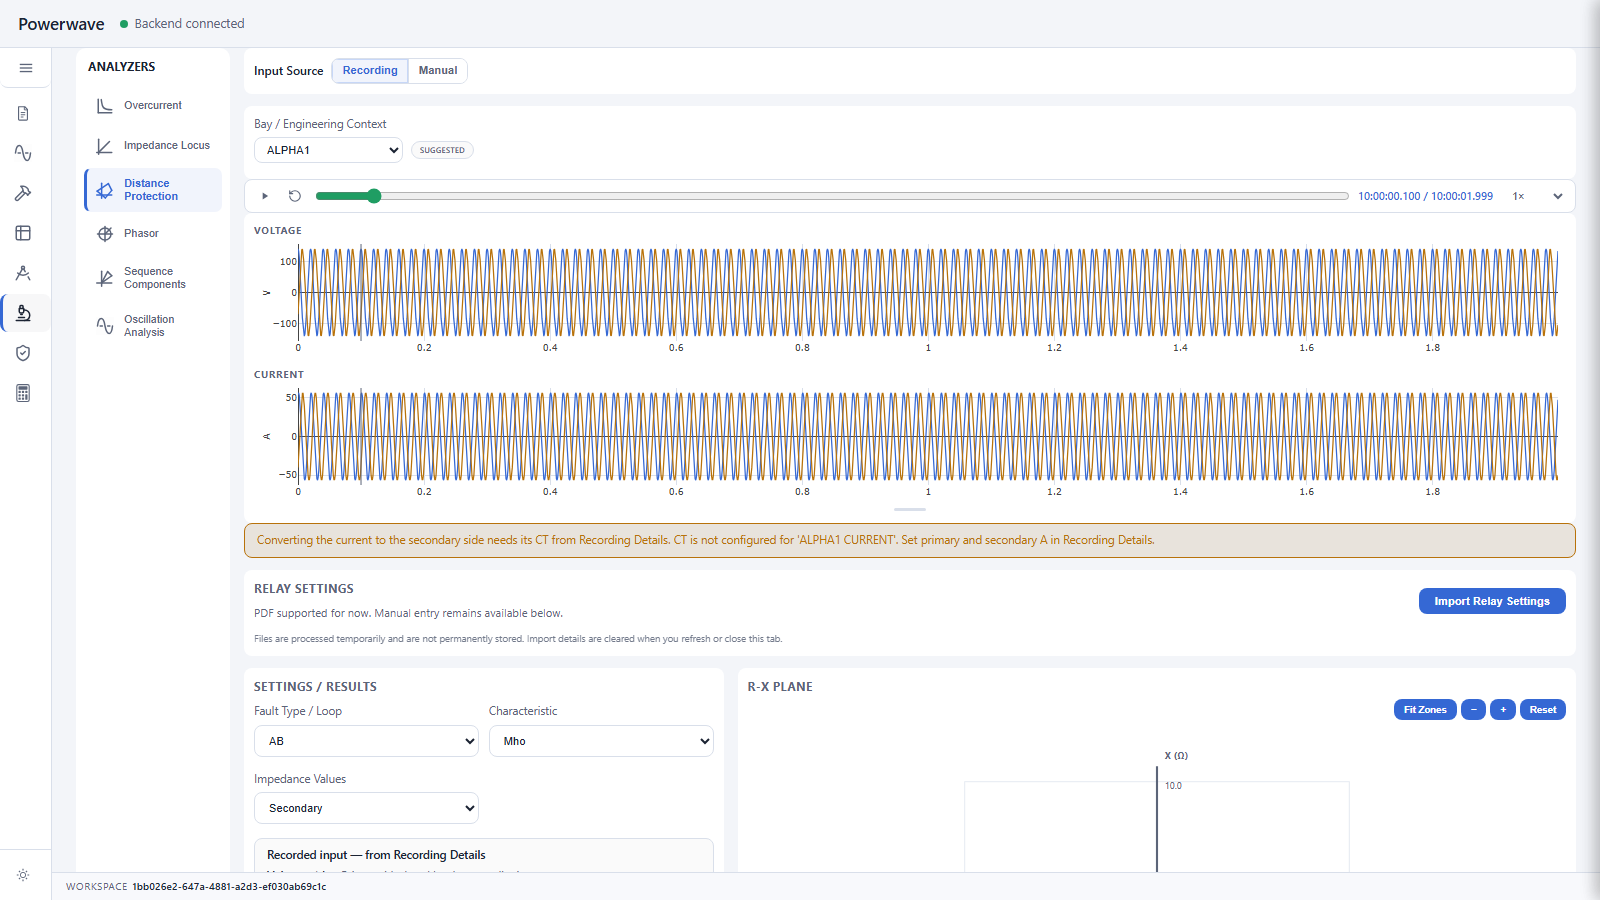 Powerwave
Backend connected
ANALYZERS
Overcurrent
Impedance Locus
Distance
Protection
Phasor
Sequence
Components
Oscillation
Analysis
Input Source
Recording
Manual
Bay / Engineering Context
ALPHA1
SUGGESTED
10:00:00.100 / 10:00:01.999
1×
VOLTAGE
V
100
0
−100
0 0.2 0.4 0.6 0.8 1 1.2 1.4 1.6 1.8
CURRENT
A
50
0
−50
0 0.2 0.4 0.6 0.8 1 1.2 1.4 1.6 1.8
Converting the current to the secondary side needs its CT from Recording Details. CT is not configured for 'ALPHA1 CURRENT'. Set primary and secondary A in Recording Details.
RELAY SETTINGS
PDF supported for now. Manual entry remains available below.
Files are processed temporarily and are not permanently stored. Import details are cleared when you refresh or close this tab.
Import Relay Settings
SETTINGS / RESULTS
Fault Type / Loop
AB
Characteristic
Mho
Impedance Values
Secondary
Recorded input — from Recording Details
R-X PLANE
Fit Zones
−
+
Reset
X (Ω)
10.0
WORKSPACE 1bb026e2-647a-4881-a2d3-ef030ab69c1c